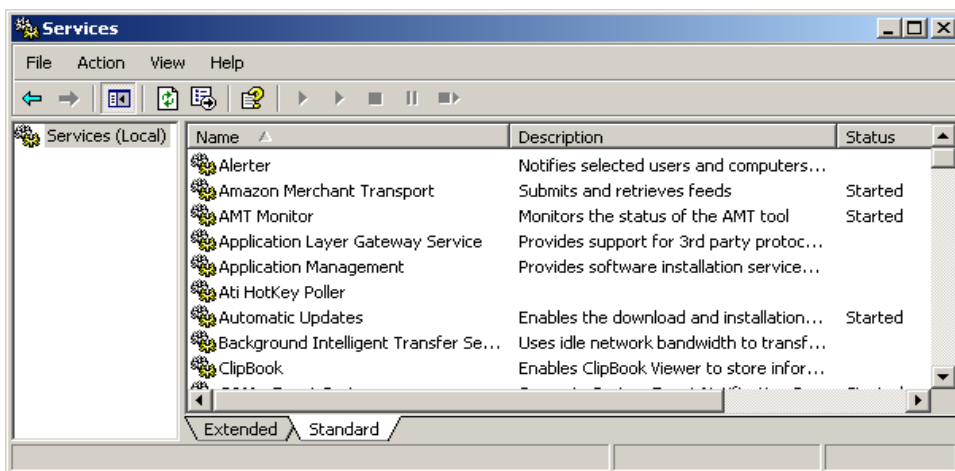 Services
File Action View Help
Services (Local)
Name Description Status
Alerter Notifies selected users and computers...
Amazon Merchant Transport Submits and retrieves feeds Started
AMT Monitor Monitors the status of the AMT tool Started
Application Layer Gateway Service Provides support for 3rd party protoc...
Application Management Provides software installation service...
Ati HotKey Poller
Automatic Updates Enables the download and installation... Started
Background Intelligent Transfer Se... Uses idle network bandwidth to transf...
ClipBook Enables ClipBook Viewer to store infor...
Extended Standard